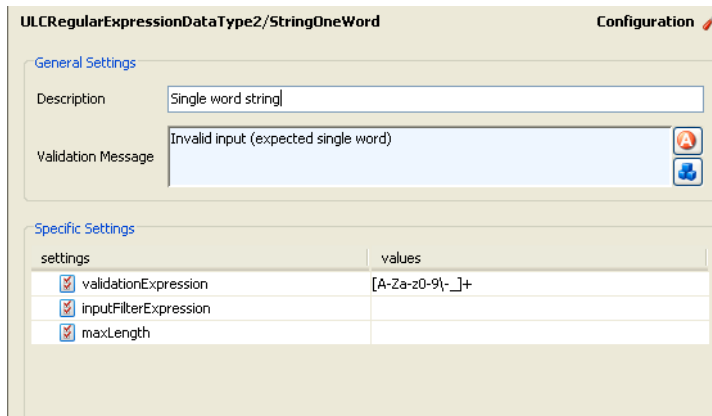 ULCRegularExpressionDataType2/StringOneWord Configuration
General Settings
Description Single word string
Validation Message Invalid input (expected single word)
A
Specific Settings
settings values
validationExpression [A-Za-z0-9\-_]+
inputFilterExpression
maxLength